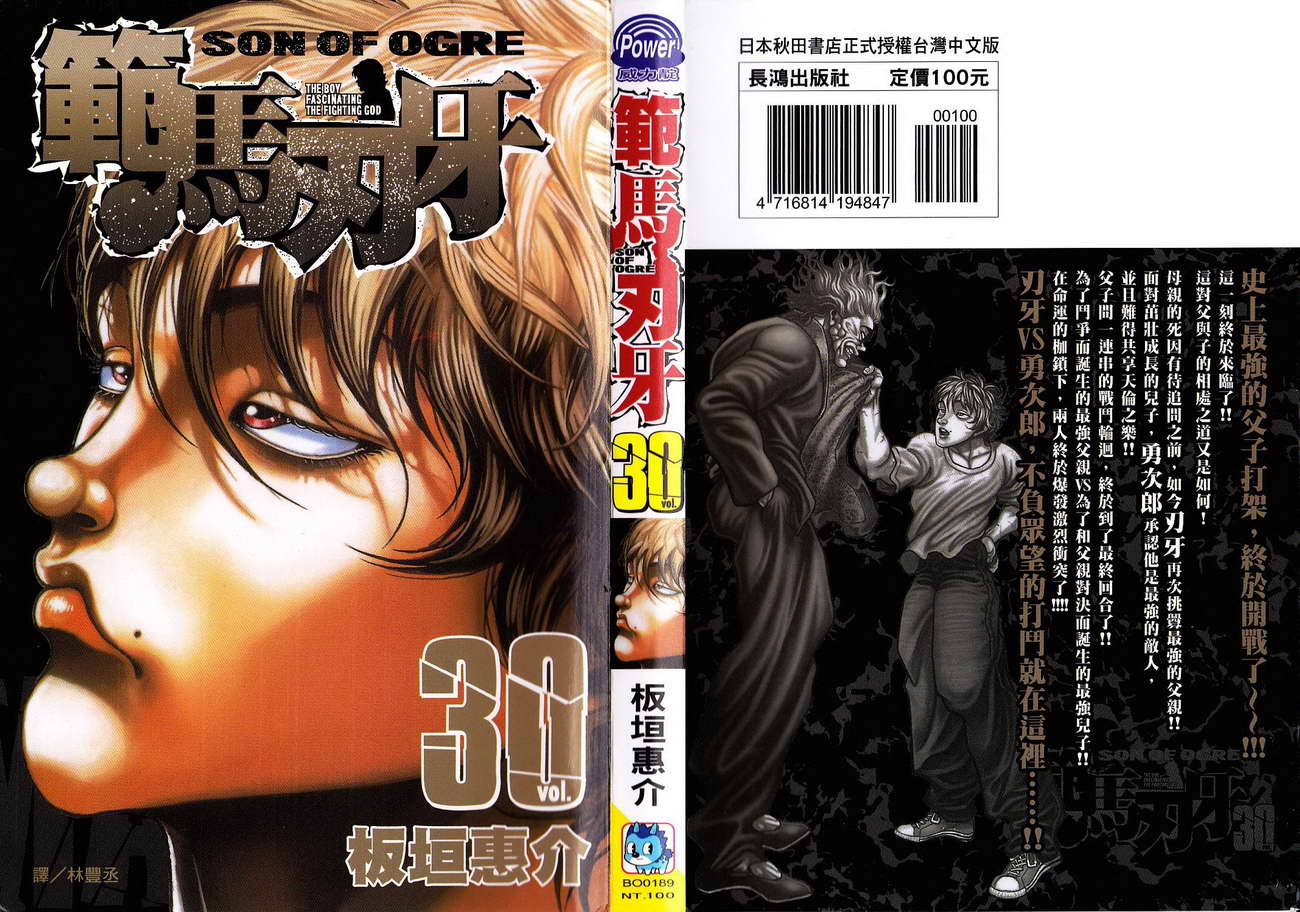 SON OF OGRE
範馬刃牙
THE BOY
FASCINATING
THE FIGHTING GOD
30
vol.
板垣惠介
譯／林豐丞
Power
威力館
範馬刃牙
SON
OF
OGRE
30
vol.
板垣惠介
BO0189
NT.100
日本秋田書店正式授權台灣中文版
長鴻出版社 定價100元
00100
4 716814 194847
史上最強的父子打架，終於開戰了～～～!!!
這一刻終於來臨了!!
這對父與子的相處之道又是如何！
母親的死因有待追問之前，如今刃牙再次挑釁最強的父親!!
面對茁壯成長的兒子，勇次郎承認他是最強的敵人，
並且難得共享天倫之樂!!
父子間一連串的戰鬥輪迴，終於到了最終回合了!!
為了鬥爭而誕生的最強父親VS為了和父親對決而誕生的最強兒子!!
在命運的枷鎖下，兩人終於爆發激烈衝突了!!!!
刃牙VS勇次郎，不負眾望的打鬥就在這裡……!!
SON OF OGRE
馬刃牙
30